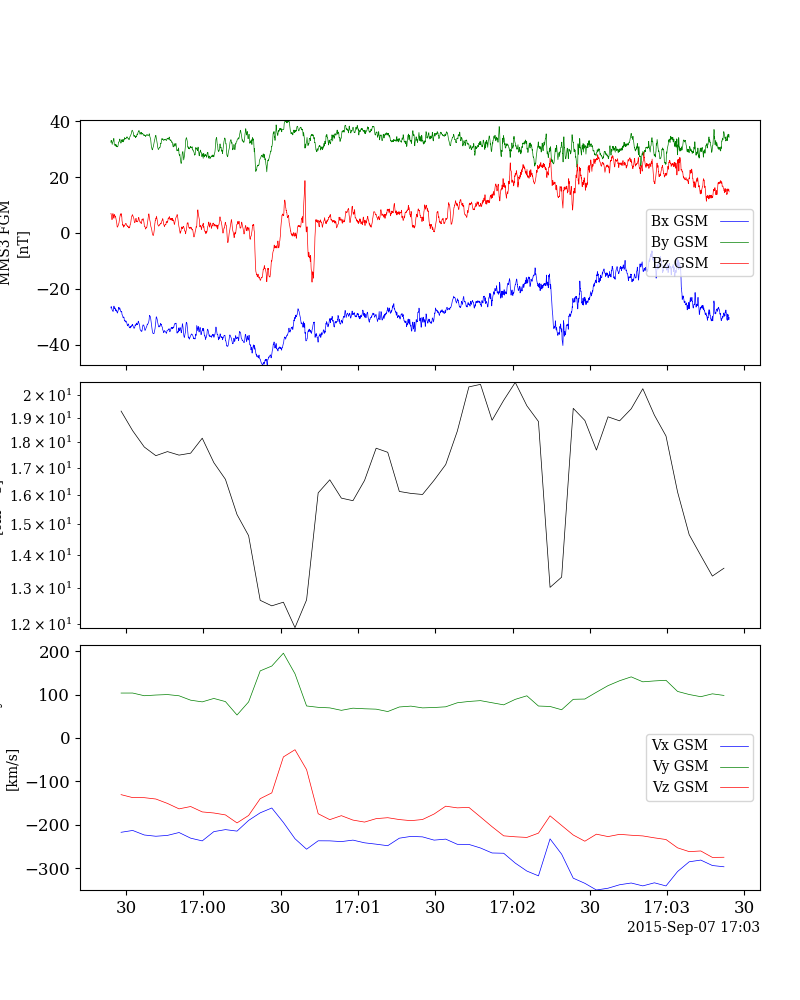 MMS3 FGM
[nT]
40
20
0
−20
−40
Bx GSM
By GSM
Bz GSM
2 × 10¹
1.9 × 10¹
1.8 × 10¹
1.7 × 10¹
1.6 × 10¹
1.5 × 10¹
1.4 × 10¹
1.3 × 10¹
1.2 × 10¹
[km/s]
200
100
0
−100
−200
−300
Vx GSM
Vy GSM
Vz GSM
30 17:00 30 17:01 30 17:02 30 17:03 30
2015-Sep-07 17:03